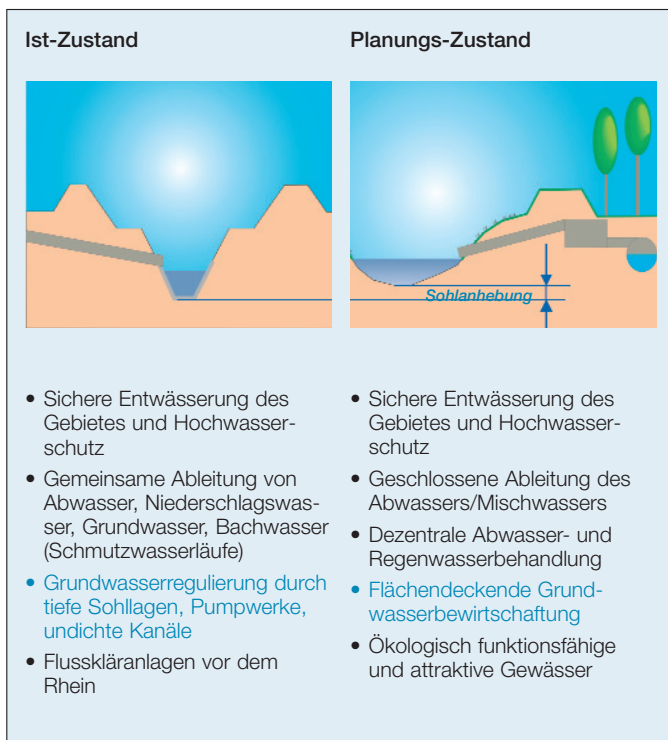 Ist-Zustand
Planungs-Zustand
Sohlanhebung
• Sichere Entwässerung des
Gebietes und Hochwasser-
schutz
• Gemeinsame Ableitung von
Abwasser, Niederschlagswas-
ser, Grundwasser, Bachwasser
(Schmutzwasserläufe)
• Grundwasserregulierung durch
tiefe Sohllagen, Pumpwerke,
undichte Kanäle
• Flusskläranlagen vor dem
Rhein
• Sichere Entwässerung des
Gebietes und Hochwasser-
schutz
• Geschlossene Ableitung des
Abwassers/Mischwassers
• Dezentrale Abwasser- und
Regenwasserbehandlung
• Flächendeckende Grund-
wasserbewirtschaftung
• Ökologisch funktionsfähige
und attraktive Gewässer